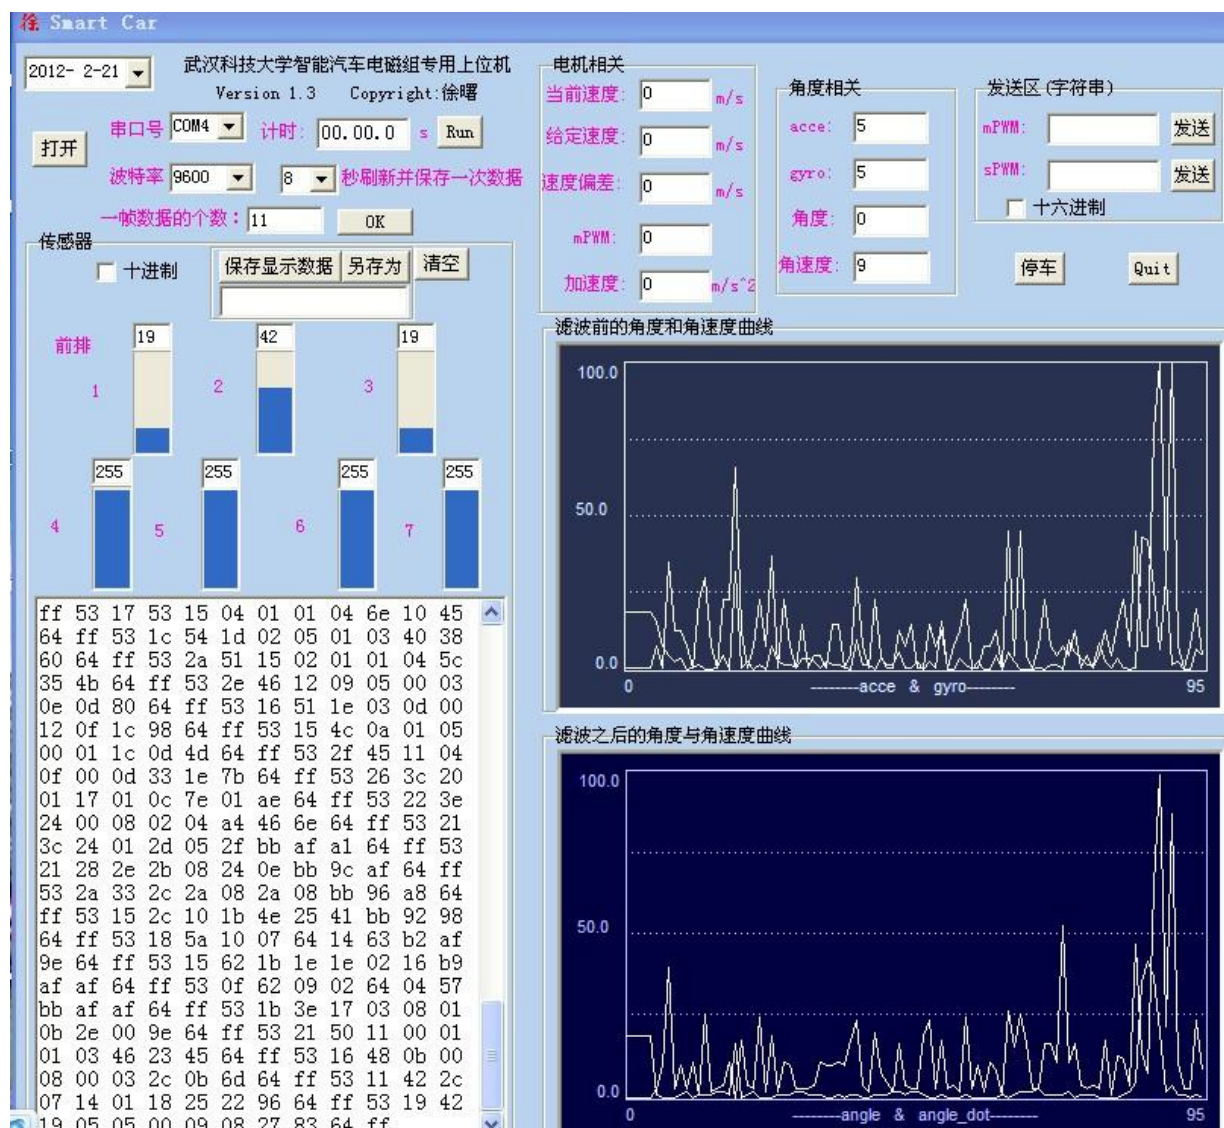 徐 Smart Car
2012- 2-21
武汉科技大学智能汽车电磁组专用上位机
Version 1.3 Copyright:徐曙
打开
串口号 COM4 计时: 00.00.0 s Run
波特率 9600 8 秒刷新并保存一次数据
一帧数据的个数: 11 OK
电机相关
当前速度: 0 m/s
给定速度: 0 m/s
速度偏差: 0 m/s
mPWM: 0
加速度: 0 m/s^2
角度相关
acce: 5
gyro: 5
角度: 0
角速度: 9
发送区(字符串)
mPWM: 发送
sPWM: 发送
十六进制
停车 Quit
传感器
十进制 保存显示数据 另存为 清空
前排
19 42 19
1 2 3
255 255 255 255
4 5 6 7
ff 53 17 53 15 04 01 01 04 6e 10 45
64 ff 53 1c 54 1d 02 05 01 03 40 38
60 64 ff 53 2a 51 15 02 01 01 04 5c
35 4b 64 ff 53 2e 46 12 09 05 00 03
0e 0d 80 64 ff 53 16 51 1e 03 0d 00
12 0f 1c 98 64 ff 53 15 4c 0a 01 05
00 01 1c 0d 4d 64 ff 53 2f 45 11 04
0f 00 0d 33 1e 7b 64 ff 53 26 3c 20
01 17 01 0c 7e 01 ae 64 ff 53 22 3e
24 00 08 02 04 a4 46 6e 64 ff 53 21
3c 24 01 2d 05 2f bb af a1 64 ff 53
21 28 2e 2b 08 24 0e bb 9c af 64 ff
53 2a 33 2c 2a 08 2a 08 bb 96 a8 64
ff 53 15 2c 10 1b 4e 25 41 bb 92 98
64 ff 53 18 5a 10 07 64 14 63 b2 af
9e 64 ff 53 15 62 1b 1e 1e 02 16 b9
af af 64 ff 53 0f 62 09 02 64 04 57
bb af af 64 ff 53 1b 3e 17 03 08 01
0b 2e 00 9e 64 ff 53 21 50 11 00 01
01 03 46 23 45 64 ff 53 16 48 0b 00
08 00 03 2c 0b 6d 64 ff 53 11 42 2c
07 14 01 18 25 22 96 64 ff 53 19 42
19 05 05 00 09 08 27 83 64 ff
滤波前的角度和角速度曲线
100.0
50.0
0.0
0 --------acce & gyro-------- 95
滤波之后的角度与角速度曲线
100.0
50.0
0.0
0 --------angle & angle_dot-------- 95